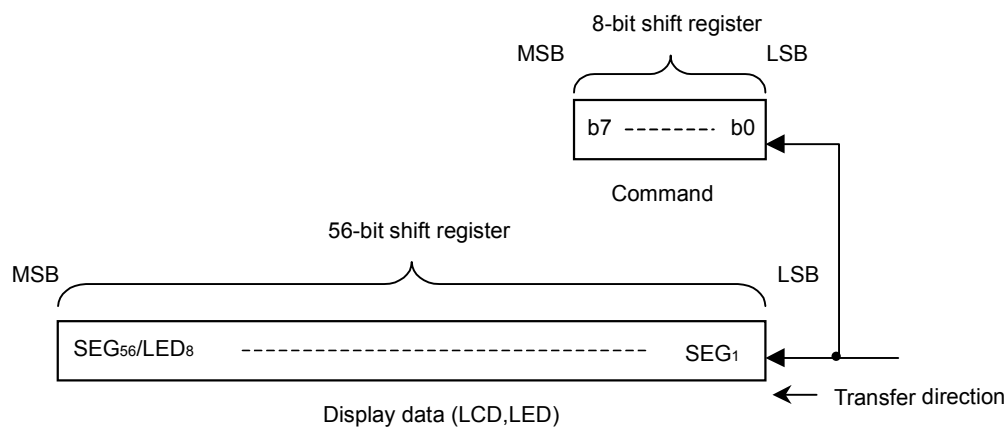 8-bit shift register
MSB LSB
b7 b0
Command
56-bit shift register
MSB LSB
SEG56/LED8 SEG1
Transfer direction
Display data (LCD,LED)